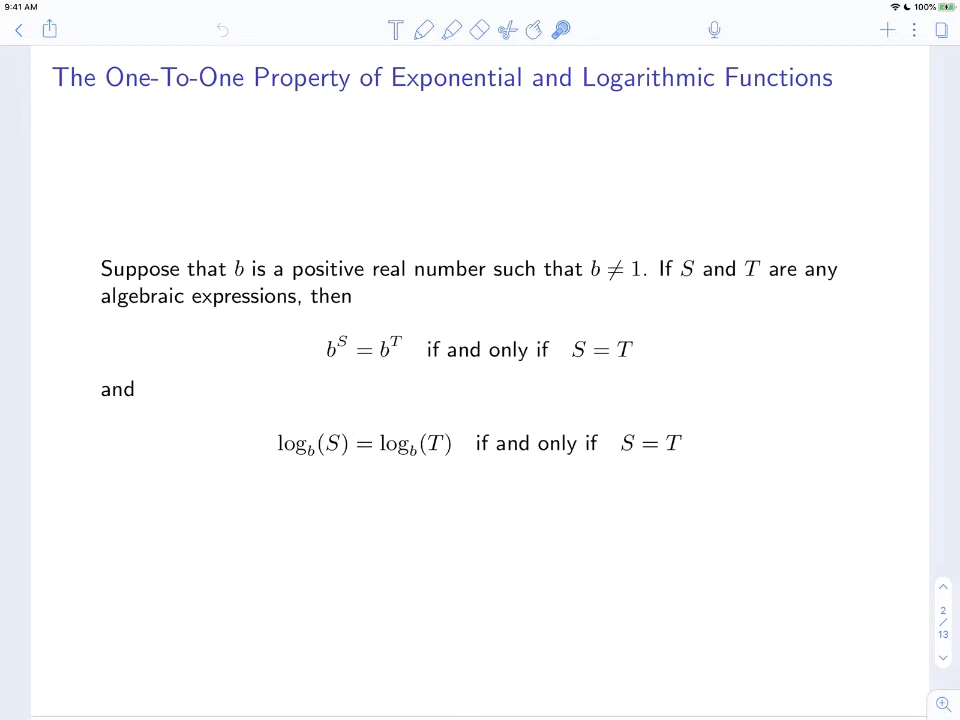 9:41 AM
100%
The One-To-One Property of Exponential and Logarithmic Functions
Suppose that b is a positive real number such that b ≠ 1. If S and T are any
algebraic expressions, then
b^S = b^T if and only if S = T
and
log_b(S) = log_b(T) if and only if S = T
2
/
13